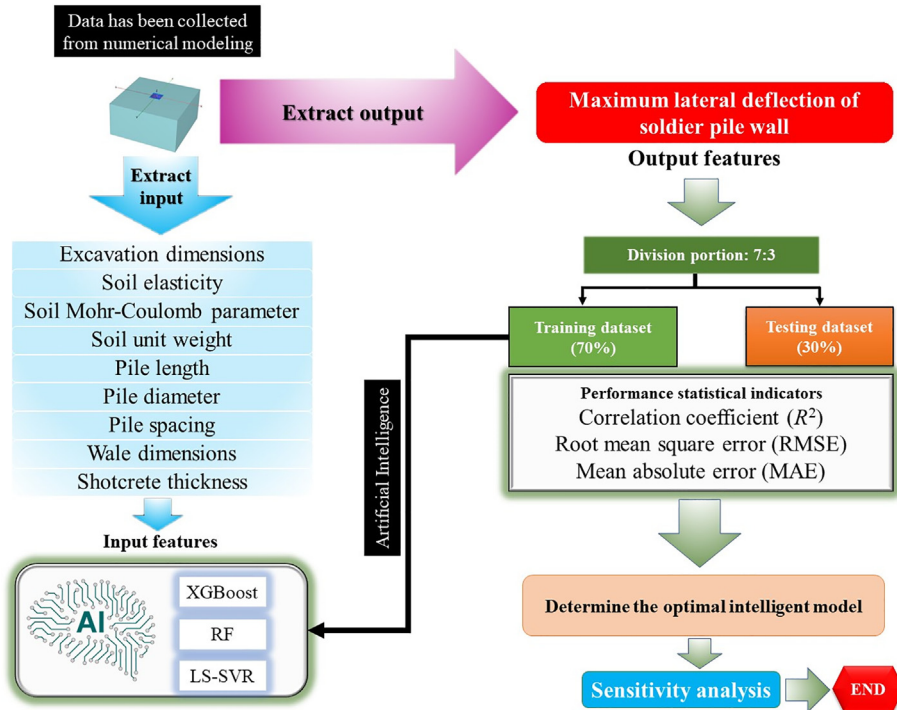 Data has been collected
from numerical modeling
Extract output
Maximum lateral deflection of
soldier pile wall
Output features
Extract
input
Excavation dimensions
Soil elasticity
Soil Mohr-Coulomb parameter
Soil unit weight
Pile length
Pile diameter
Pile spacing
Wale dimensions
Shotcrete thickness
Input features
AI
XGBoost
RF
LS-SVR
Artificial Intelligence
Division portion: 7:3
Training dataset
(70%)
Testing dataset
(30%)
Performance statistical indicators
Correlation coefficient (R²)
Root mean square error (RMSE)
Mean absolute error (MAE)
Determine the optimal intelligent model
Sensitivity analysis
END